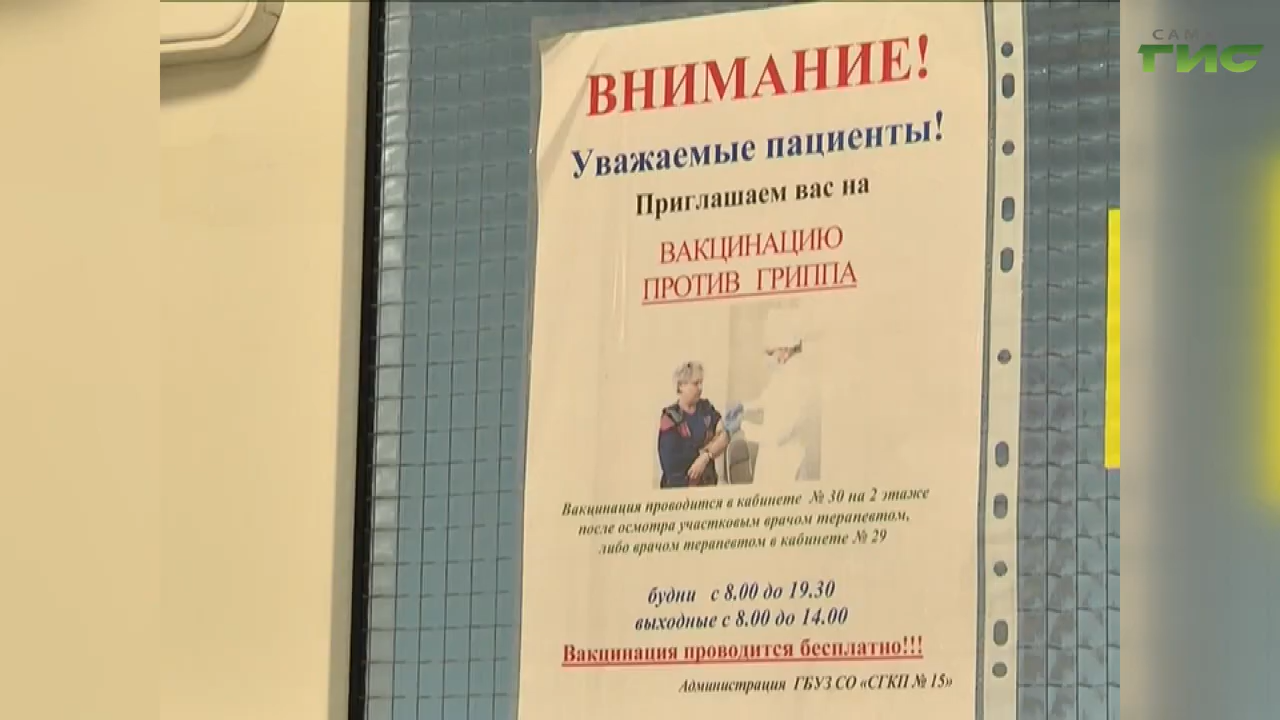 ВНИМАНИЕ!
Уважаемые пациенты!
Приглашаем вас на
ВАКЦИНАЦИЮ
ПРОТИВ ГРИППА
Вакцинация проводится в кабинете № 30 на 2 этаже
после осмотра участковым врачом терапевтом,
либо врачом терапевтом в кабинете № 29
будни с 8.00 до 19.30
выходные с 8.00 до 14.00
Вакцинация проводится бесплатно!!!
Администрация ГБУЗ СО «СГКП № 15»
ГИС